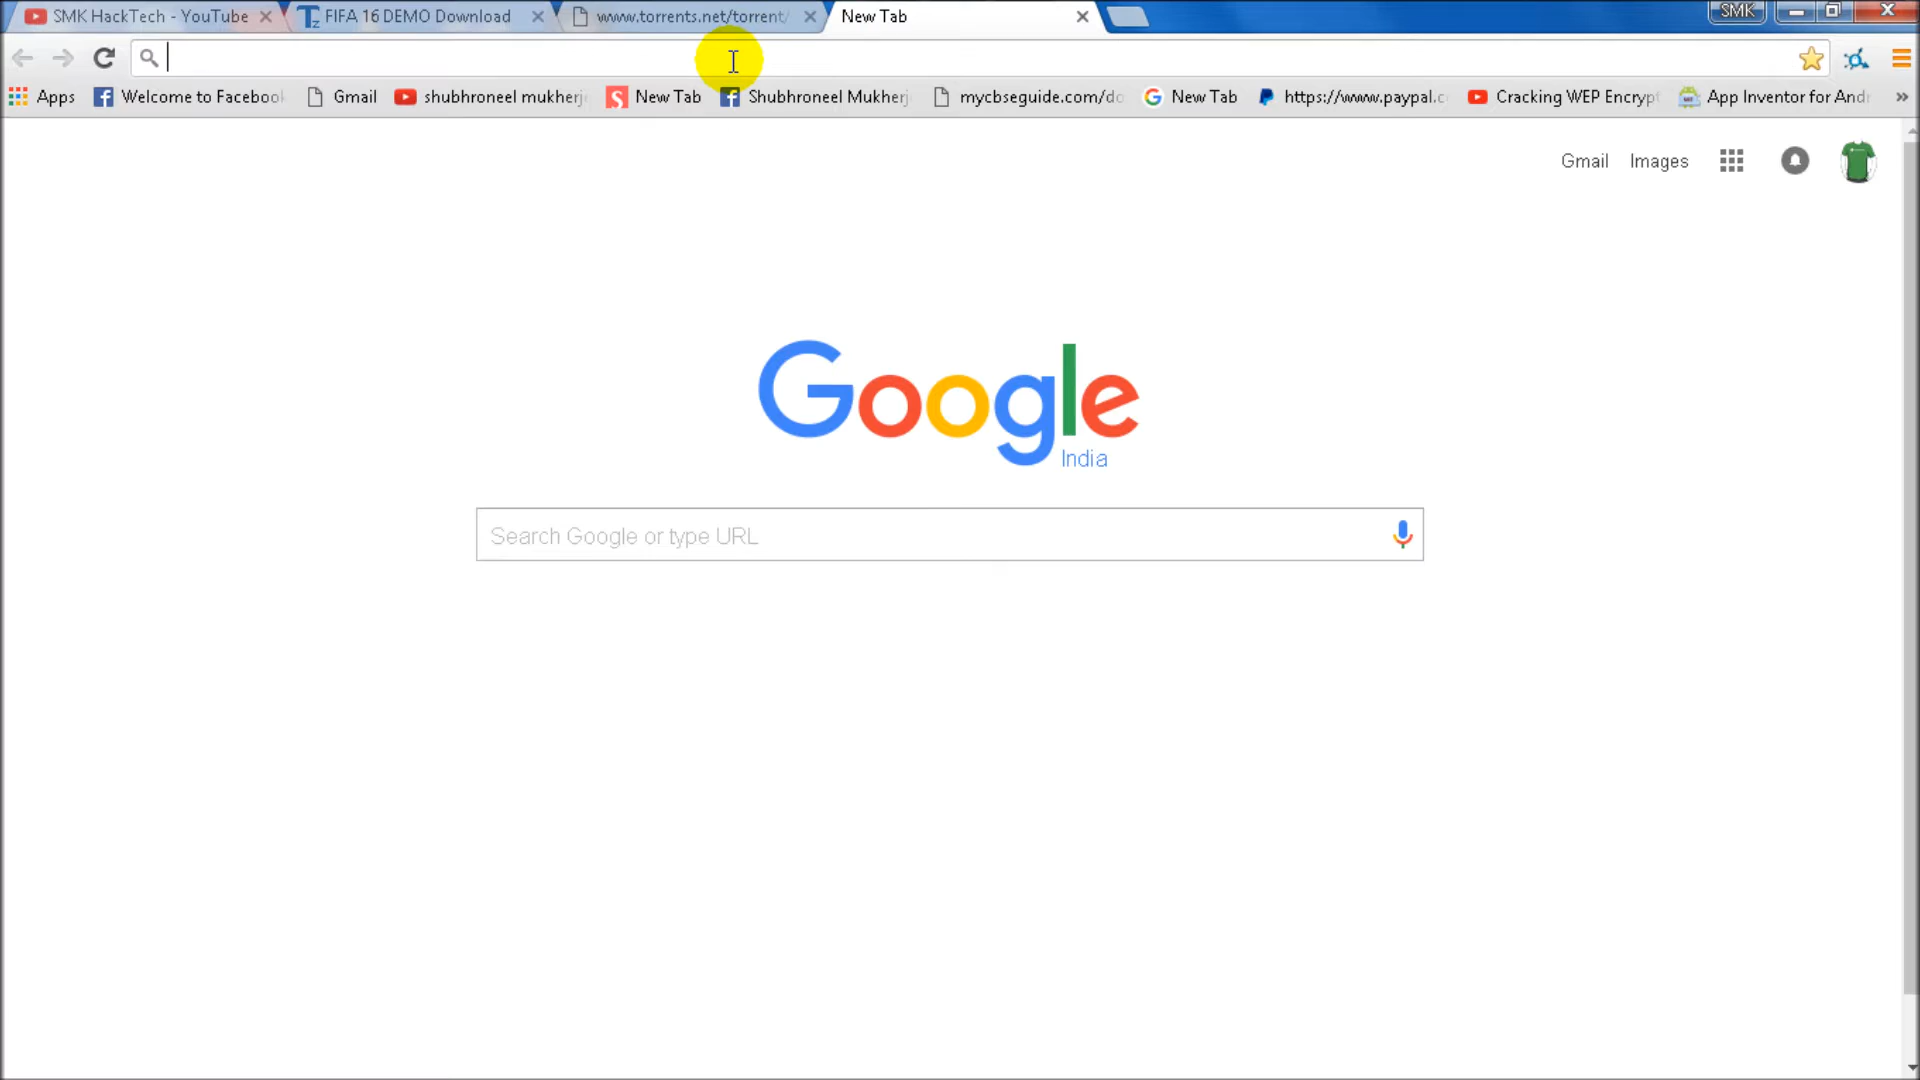 SMK HackTech - YouTube
FIFA 16 DEMO Download
www.torrents.net/torrent/
New Tab
SMK
Apps
Welcome to Facebook
Gmail
shubhroneel mukherj
New Tab
Shubhroneel Mukherj
mycbseguide.com/do
New Tab
https://www.paypal.c
Cracking WEP Encrypt
App Inventor for And
Gmail
Images
Google
India
Search Google or type URL